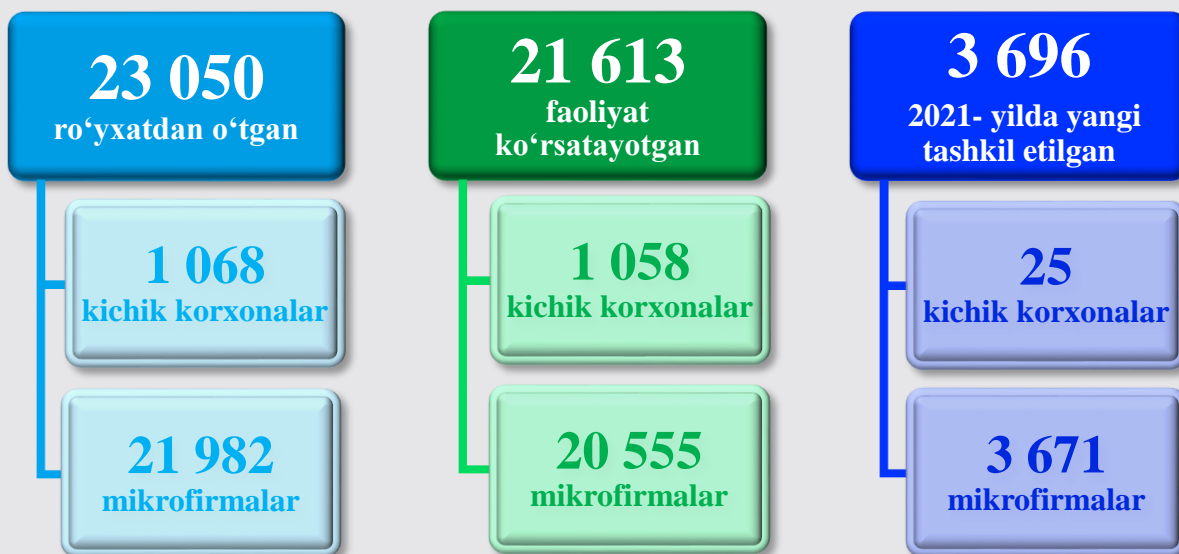 23 050
ro‘yxatdan o‘tgan
1 068
kichik korxonalar
21 982
mikrofirmalar
21 613
faoliyat
ko‘rsatayotgan
1 058
kichik korxonalar
20 555
mikrofirmalar
3 696
2021- yilda yangi
tashkil etilgan
25
kichik korxonalar
3 671
mikrofirmalar